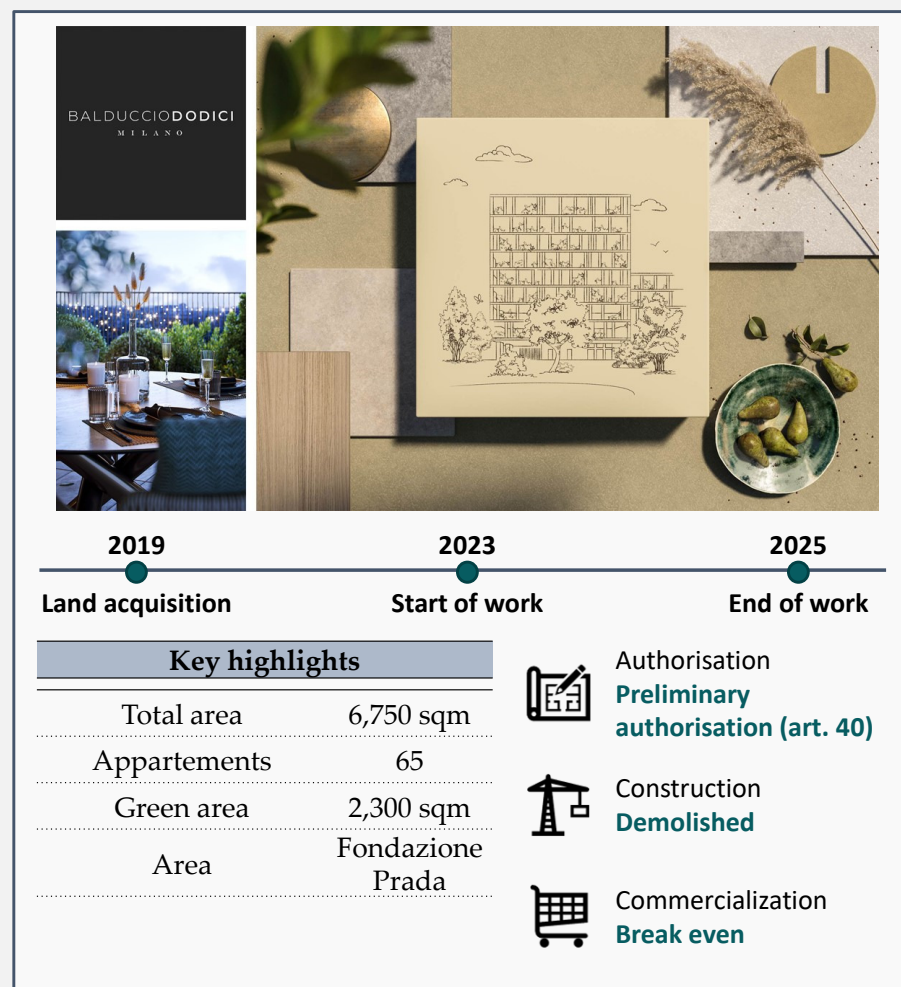 BALDUCCIODODICI
MILANO
2019
2023
2025
Land acquisition
Start of work
End of work
Key highlights
Total area 6,750 sqm
Appartements 65
Green area 2,300 sqm
Area Fondazione
Prada
Authorisation
Preliminary
authorisation (art. 40)
Construction
Demolished
Commercialization
Break even